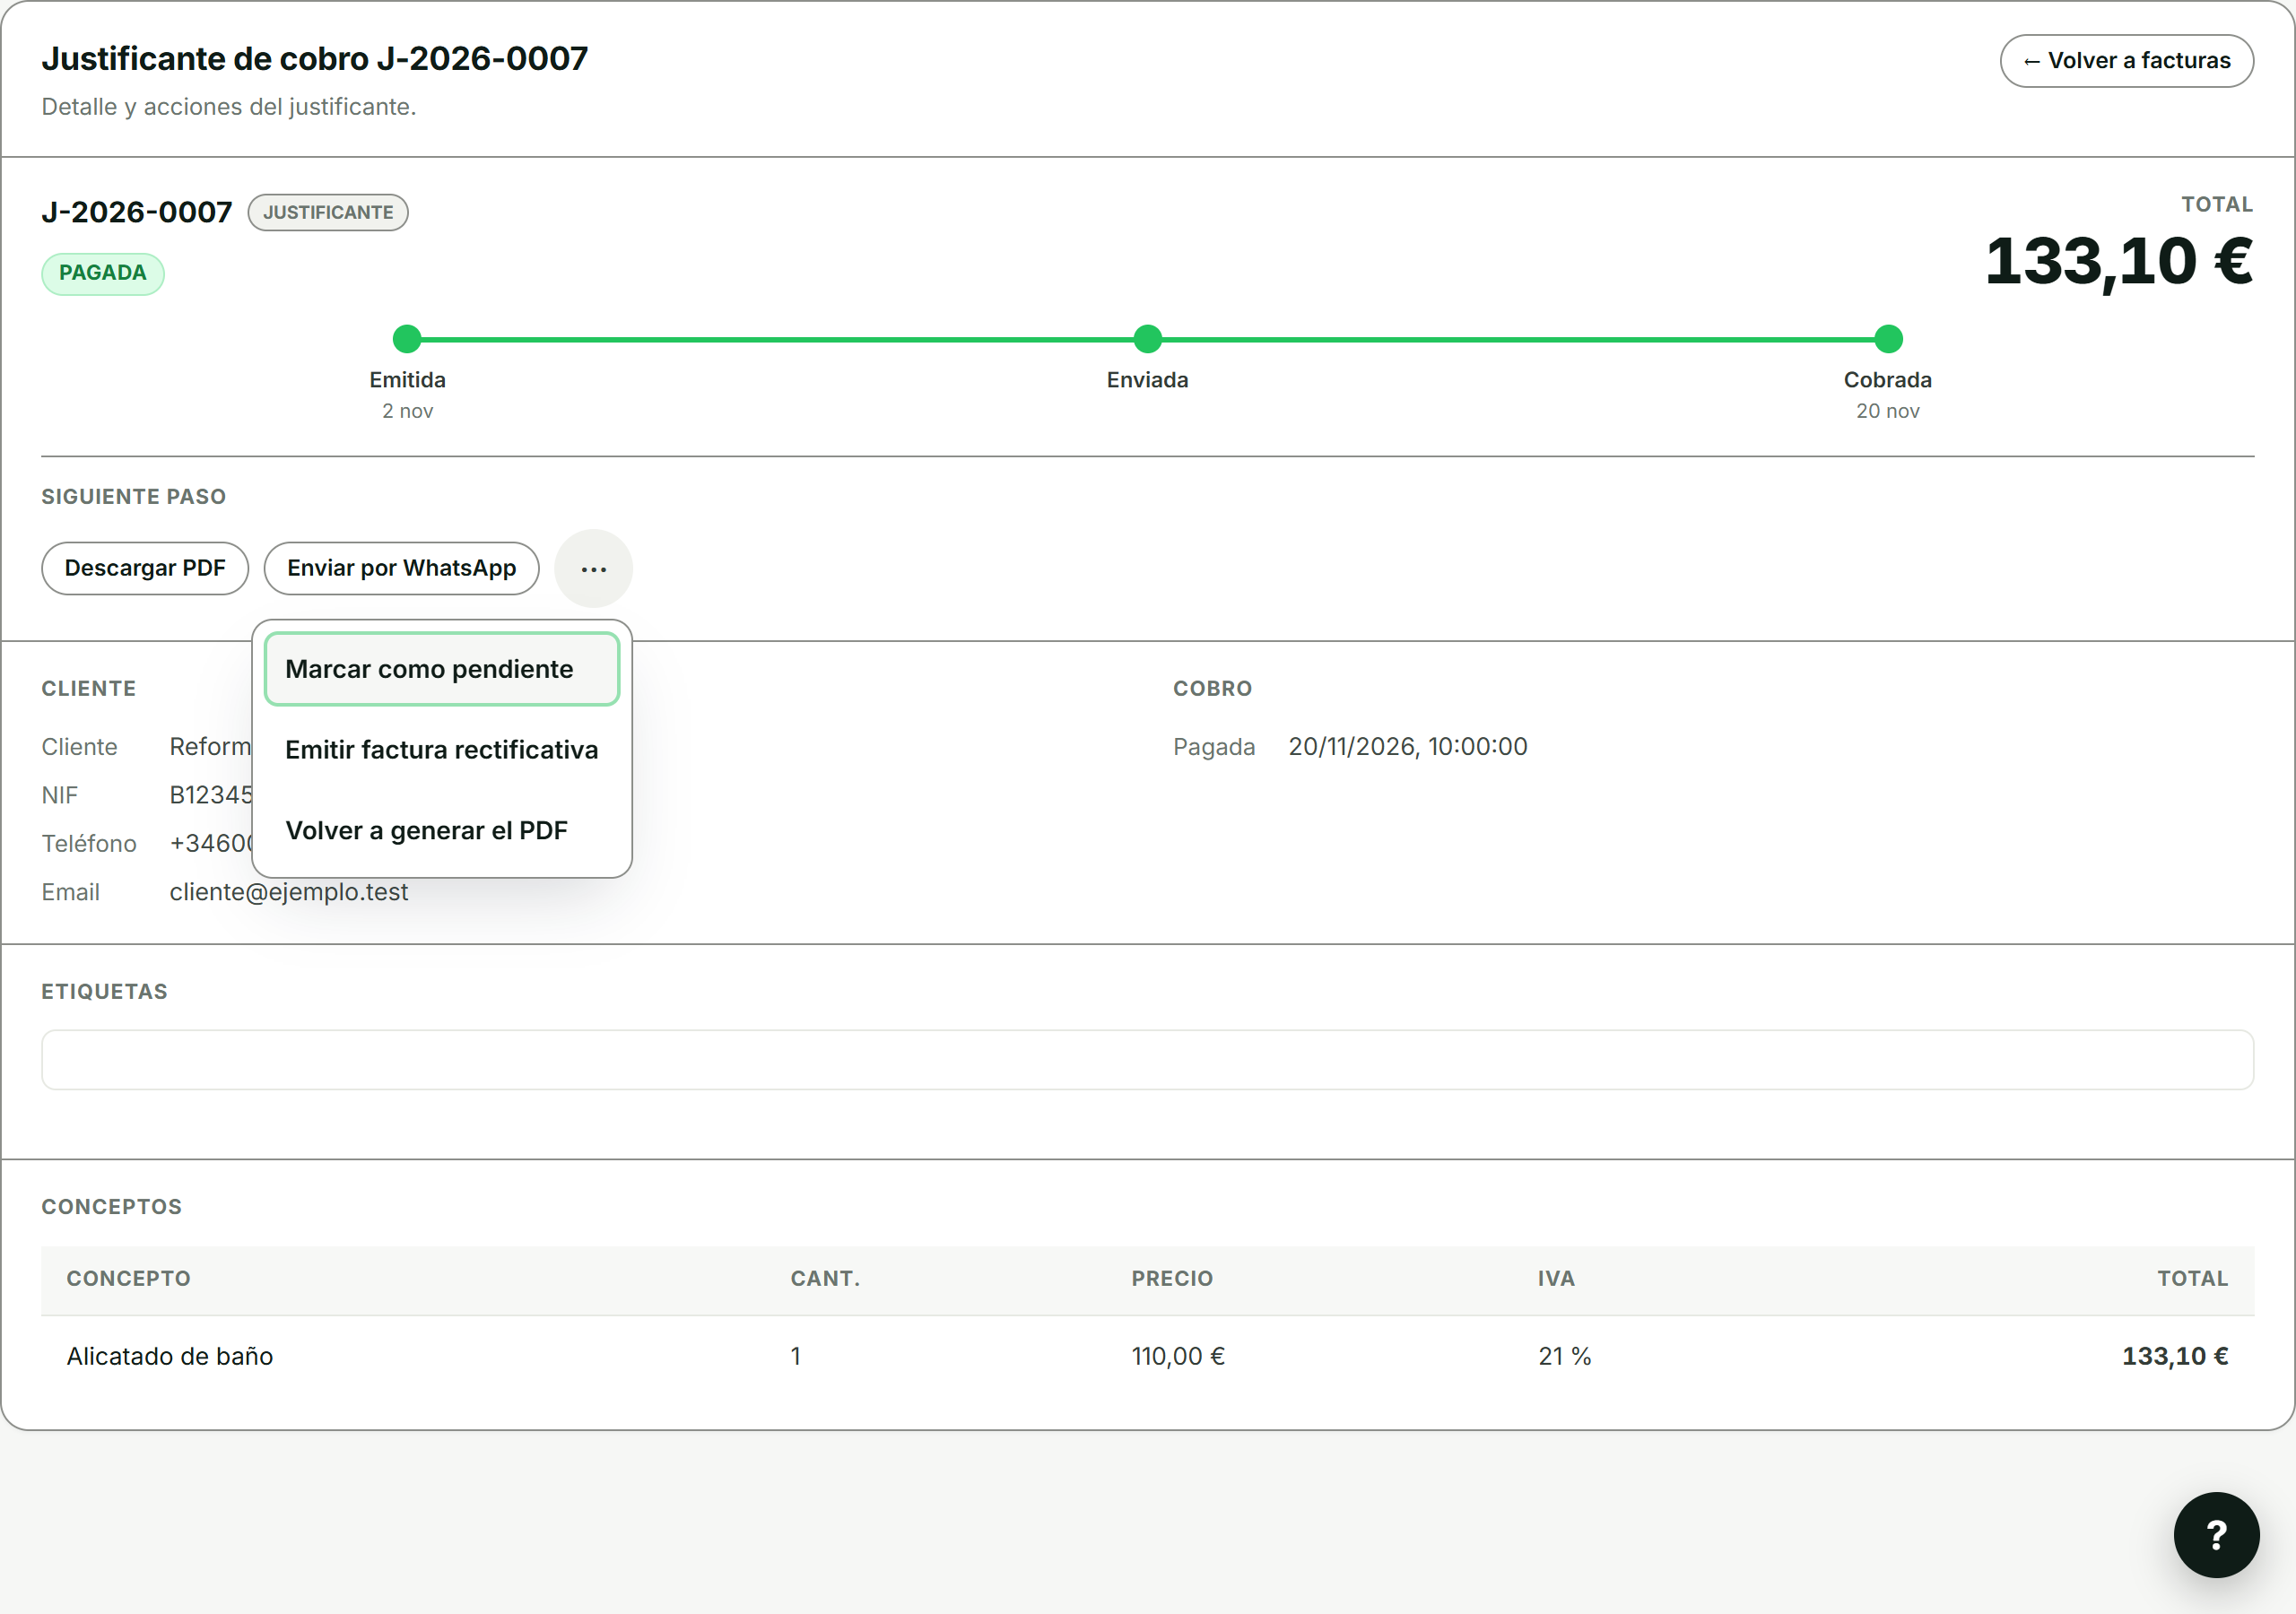 Justificante de cobro J-2026-0007
← Volver a facturas
Detalle y acciones del justificante.
J-2026-0007 JUSTIFICANTE
PAGADA
TOTAL
133,10 €
Emitida
2 nov
Enviada
Cobrada
20 nov
SIGUIENTE PASO
Descargar PDF Enviar por WhatsApp ...
Marcar como pendiente
Emitir factura rectificativa
Volver a generar el PDF
CLIENTE
Cliente Reform
NIF B12345
Teléfono +34600
Email cliente@ejemplo.test
COBRO
Pagada 20/11/2026, 10:00:00
ETIQUETAS
CONCEPTOS
CONCEPTO CANT. PRECIO IVA TOTAL
Alicatado de baño 1 110,00 € 21 % 133,10 €
?